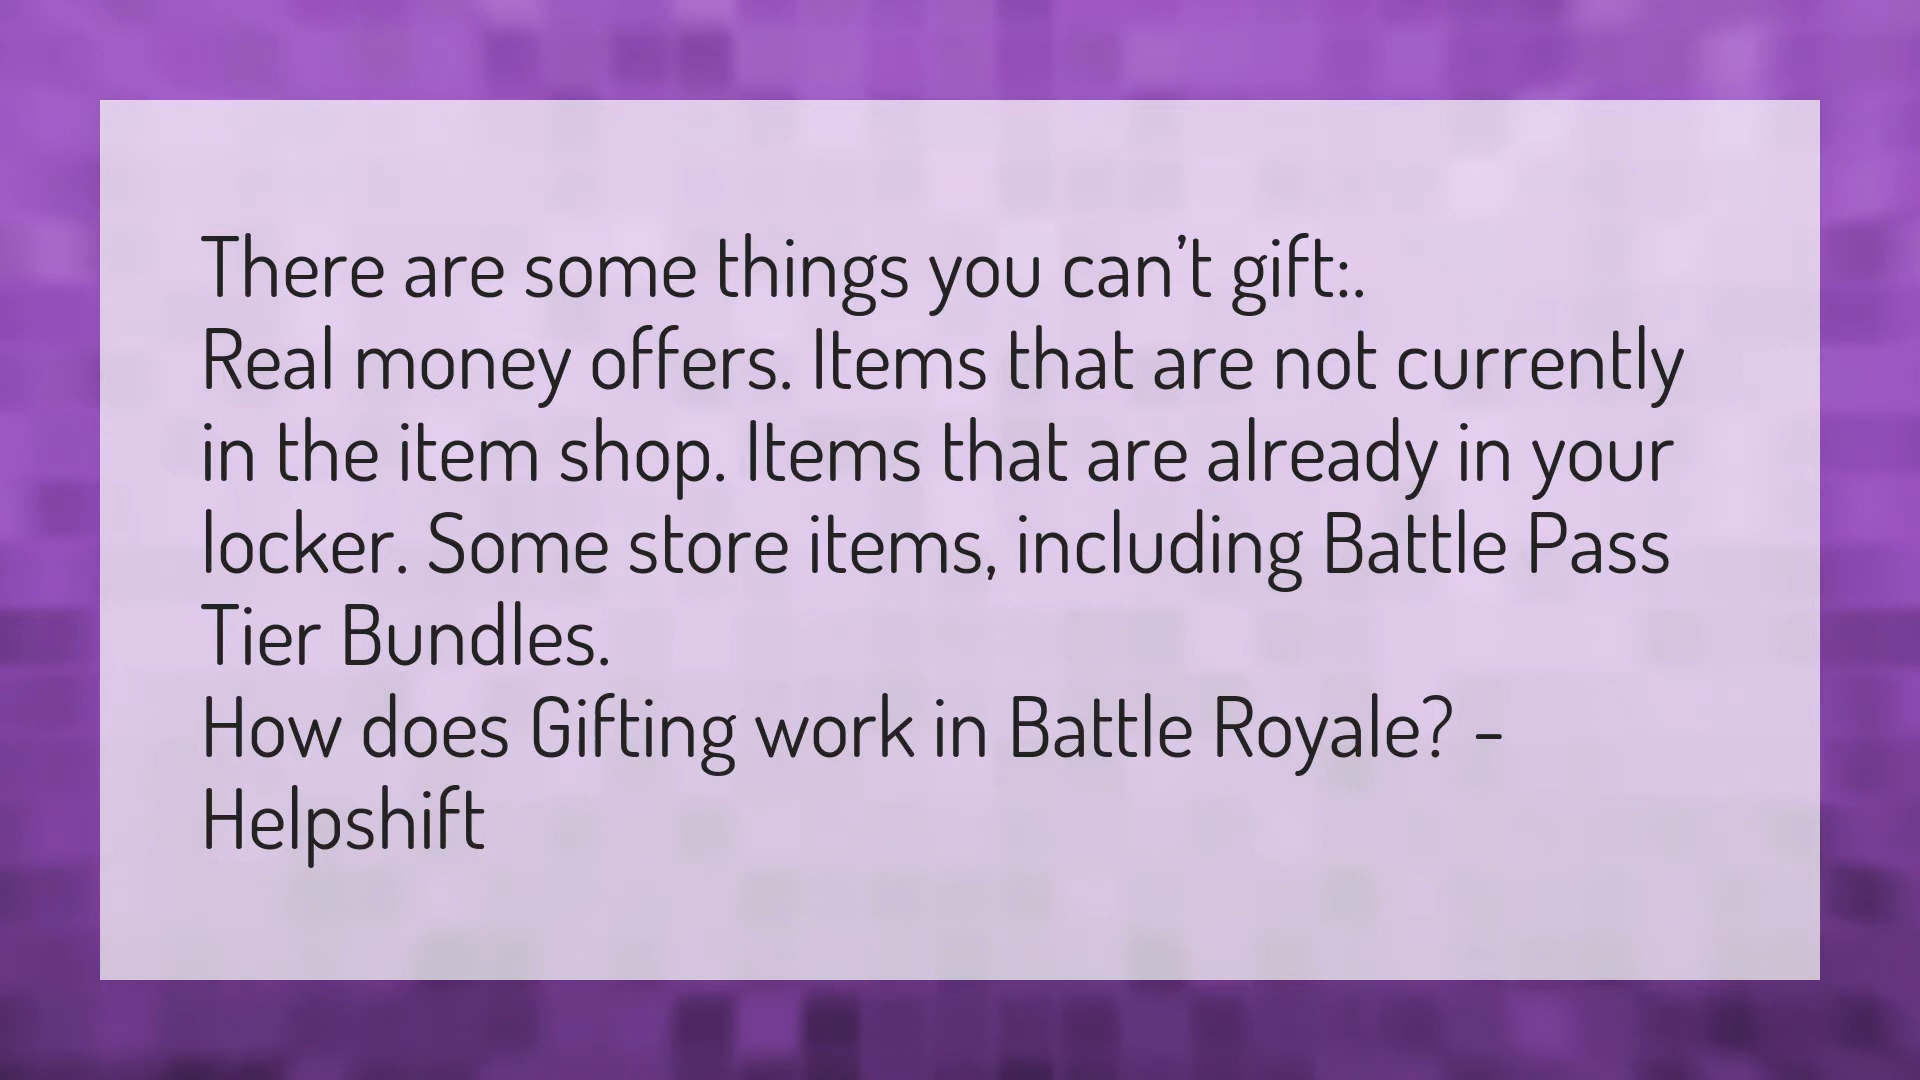 There are some things you can’t gift:.
Real money offers. Items that are not currently
in the item shop. Items that are already in your
locker. Some store items, including Battle Pass
Tier Bundles.
How does Gifting work in Battle Royale? -
Helpshift